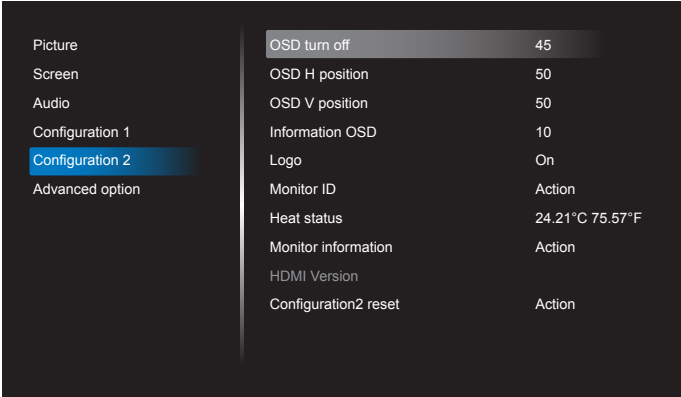 Picture
Screen
Audio
Configuration 1
Configuration 2
Advanced option
OSD turn off 45
OSD H position 50
OSD V position 50
Information OSD 10
Logo On
Monitor ID Action
Heat status 24.21°C 75.57°F
Monitor information Action
HDMI Version
Configuration2 reset Action